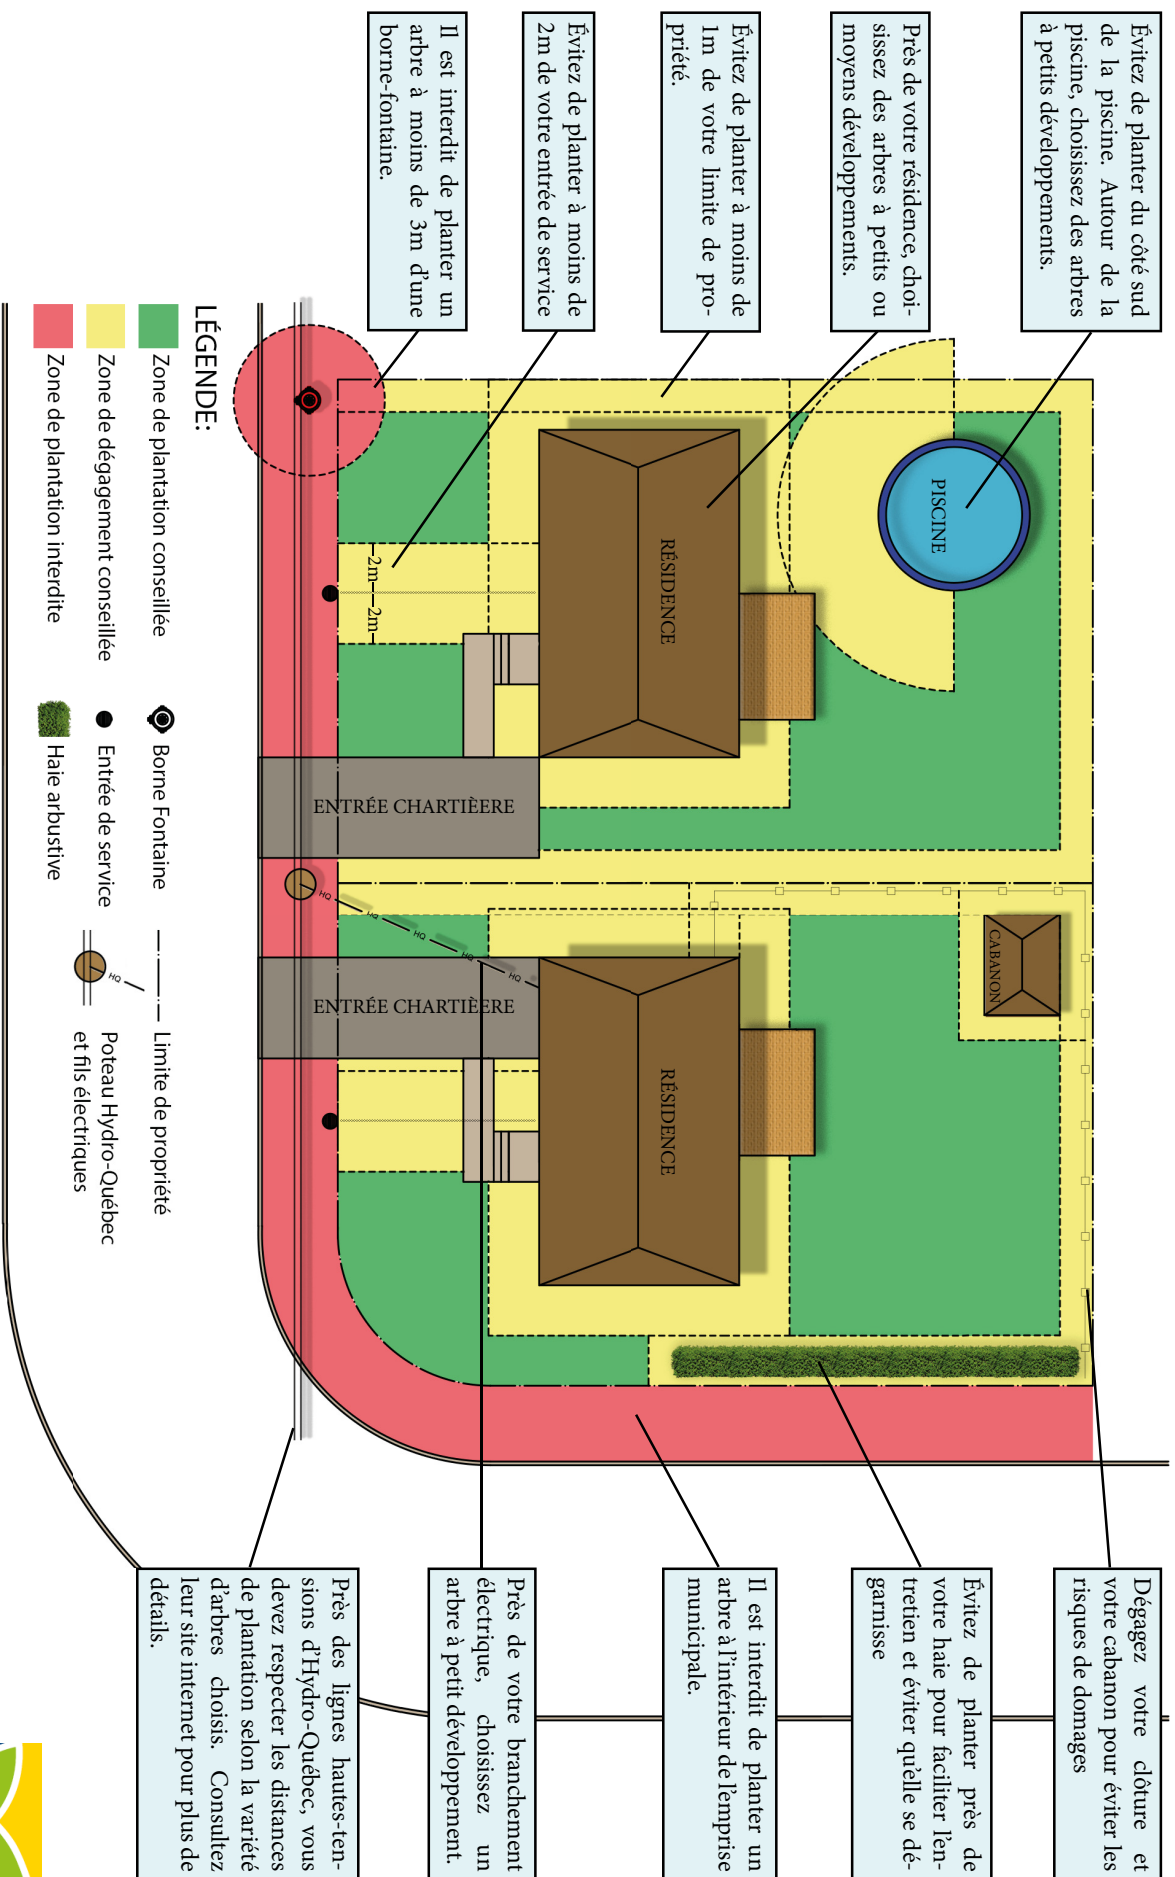 Évitez de planter du côté sud
de la piscine. Autour de la
piscine, choisissez des arbres
à petits développements.
Près de votre résidence, choi-
sissez des arbres à petits ou
moyens développements.
Évitez de planter à moins de
1m de votre limite de pro-
priété.
Évitez de planter à moins de
2m de votre entrée de service
Il est interdit de planter un
arbre à moins de 3m d'une
borne-fontaine.
PISCINE
RÉSIDENCE
2m
2m
ENTRÉE CHARTIÈERE
CABANON
RÉSIDENCE
HQ
HQ
HQ
HQ
HQ
ENTRÉE CHARTIÈERE
Dégagez votre clôture et
votre cabanon pour éviter les
risques de domages
Évitez de planter près de
votre haie pour faciliter l'en-
tretien et éviter qu'elle se dé-
garnisse
Il est interdit de planter un
arbre à l'intérieur de l'emprise
municipale.
Près de votre branchement
électrique, choisissez un
arbre à petit développement.
Près des lignes hautes-ten-
sions d'Hydro-Québec, vous
devez respecter les distances
de plantation selon la variété
d'arbres choisis. Consultez
leur site internet pour plus de
détails.
LÉGENDE:
Zone de plantation conseillée
Zone de dégagement conseillée
Zone de plantation interdite
Borne Fontaine
Entrée de service
Haie arbustive
Limite de propriété
HQ
Poteau Hydro-Québec
et fils électriques